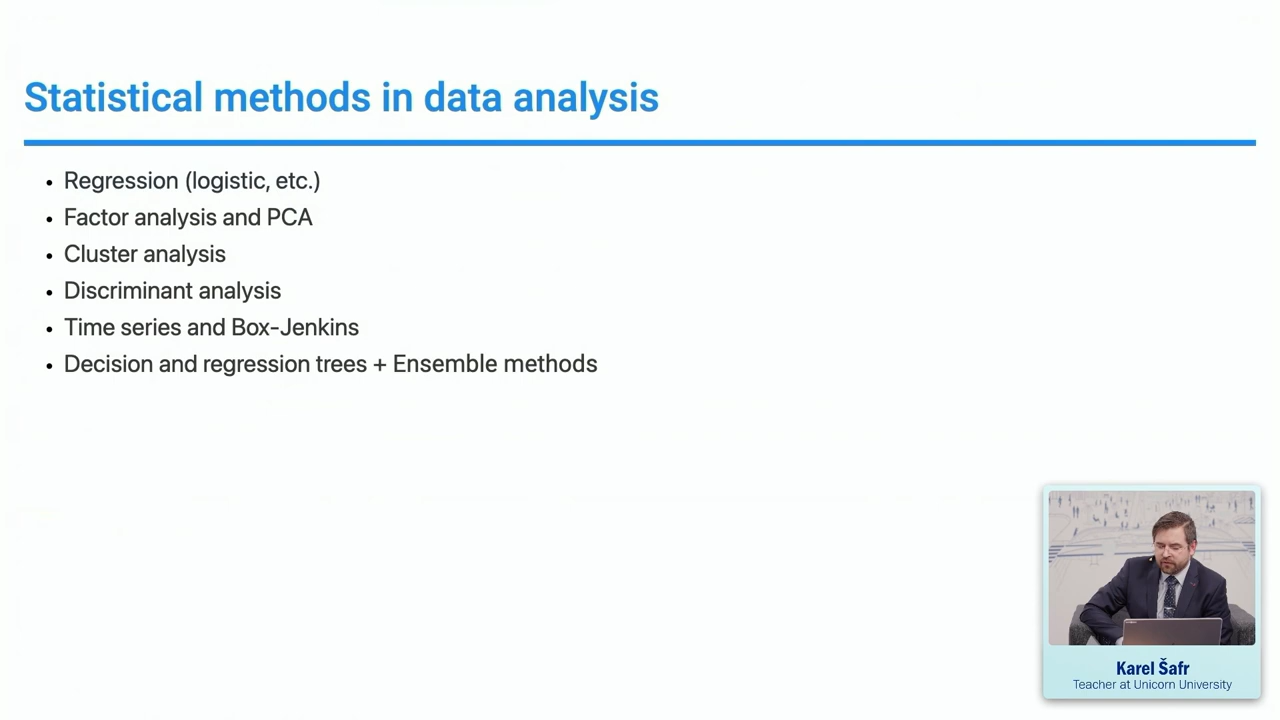 Statistical methods in data analysis
• Regression (logistic, etc.)
• Factor analysis and PCA
• Cluster analysis
• Discriminant analysis
• Time series and Box-Jenkins
• Decision and regression trees + Ensemble methods
Karel Šafr
Teacher at Unicorn University